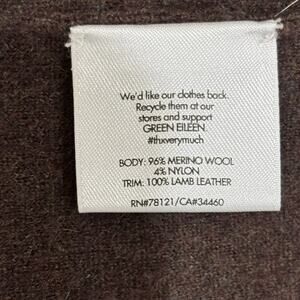 We'd like our clothes back.
Recycle them at our
stores and support
GREEN EILEEN.
#thxverymuch
BODY: 96% MERINO WOOL
4% NYLON
TRIM: 100% LAMB LEATHER
RN#78121/CA#34460